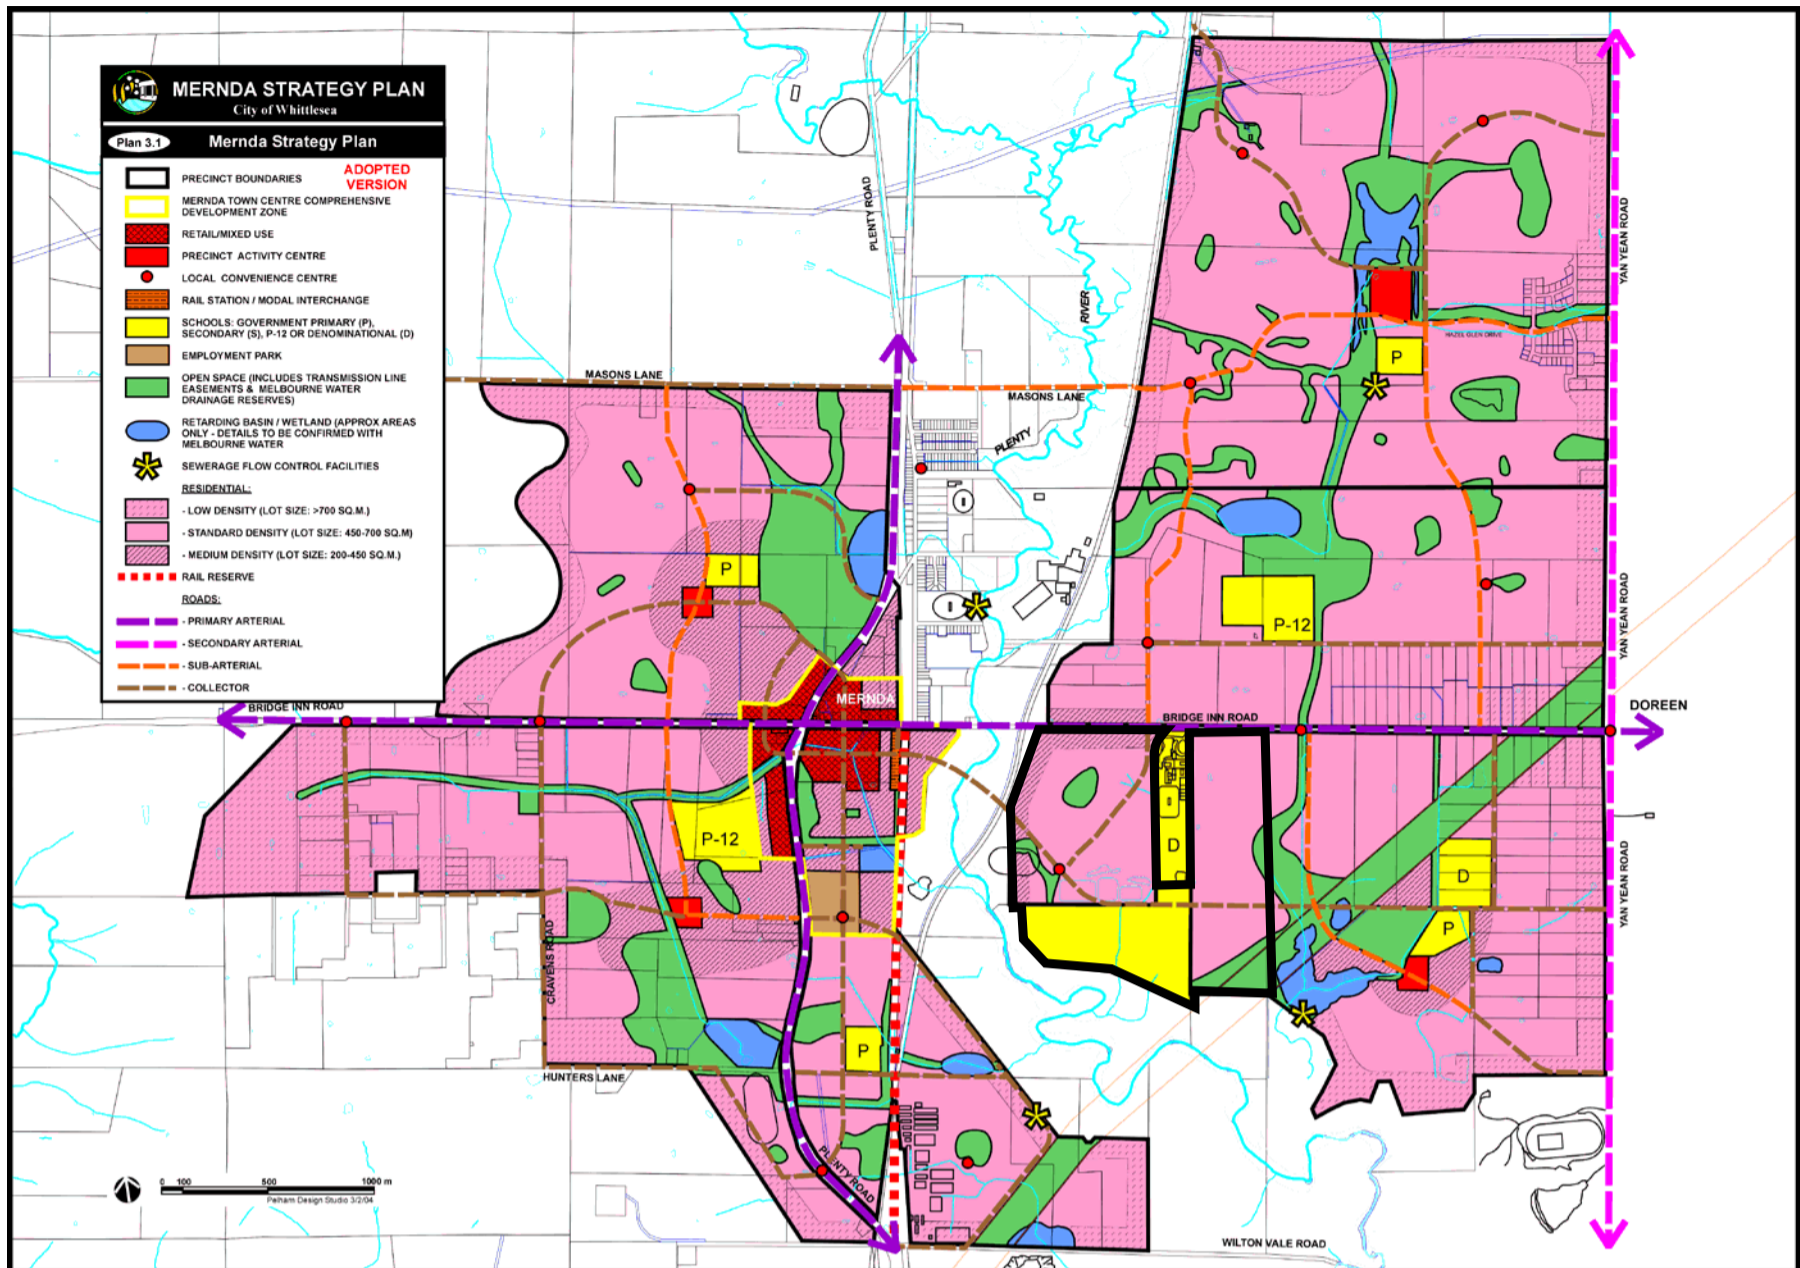 MERNDA STRATEGY PLAN
City of Whittlesea
Plan 3.1
Mernda Strategy Plan
ADOPTED
VERSION
PRECINCT BOUNDARIES
MERNDA TOWN CENTRE COMPREHENSIVE
DEVELOPMENT ZONE
RETAIL/MIXED USE
PRECINCT ACTIVITY CENTRE
LOCAL CONVENIENCE CENTRE
RAIL STATION / MODAL INTERCHANGE
SCHOOLS: GOVERNMENT PRIMARY (P),
SECONDARY (S), P-12 OR DENOMINATIONAL (D)
EMPLOYMENT PARK
OPEN SPACE (INCLUDES TRANSMISSION LINE
EASEMENTS & MELBOURNE WATER
DRAINAGE RESERVES)
RETARDING BASIN / WETLAND (APPROX AREAS
ONLY - DETAILS TO BE CONFIRMED WITH
MELBOURNE WATER
SEWERAGE FLOW CONTROL FACILITIES
RESIDENTIAL:
- LOW DENSITY (LOT SIZE: >700 SQ.M.)
- STANDARD DENSITY (LOT SIZE: 450-700 SQ.M)
- MEDIUM DENSITY (LOT SIZE: 200-450 SQ.M.)
RAIL RESERVE
ROADS:
- PRIMARY ARTERIAL
- SECONDARY ARTERIAL
- SUB-ARTERIAL
- COLLECTOR
PLENTY ROAD
YAN YEAN ROAD
RIVER
HAZEL GLEN DRIVE
P
MASONS LANE
MASONS LANE
PLENTY
P
P-12
YAN YEAN ROAD
MERNDA
BRIDGE INN ROAD
BRIDGE INN ROAD
DOREEN
P-12
D
D
YAN YEAN ROAD
P
CRAVENS ROAD
P
HUNTERS LANE
PLENTY ROAD
0 100 500 1000 m
Pelham Design Studio 3/2/04
WILTON VALE ROAD